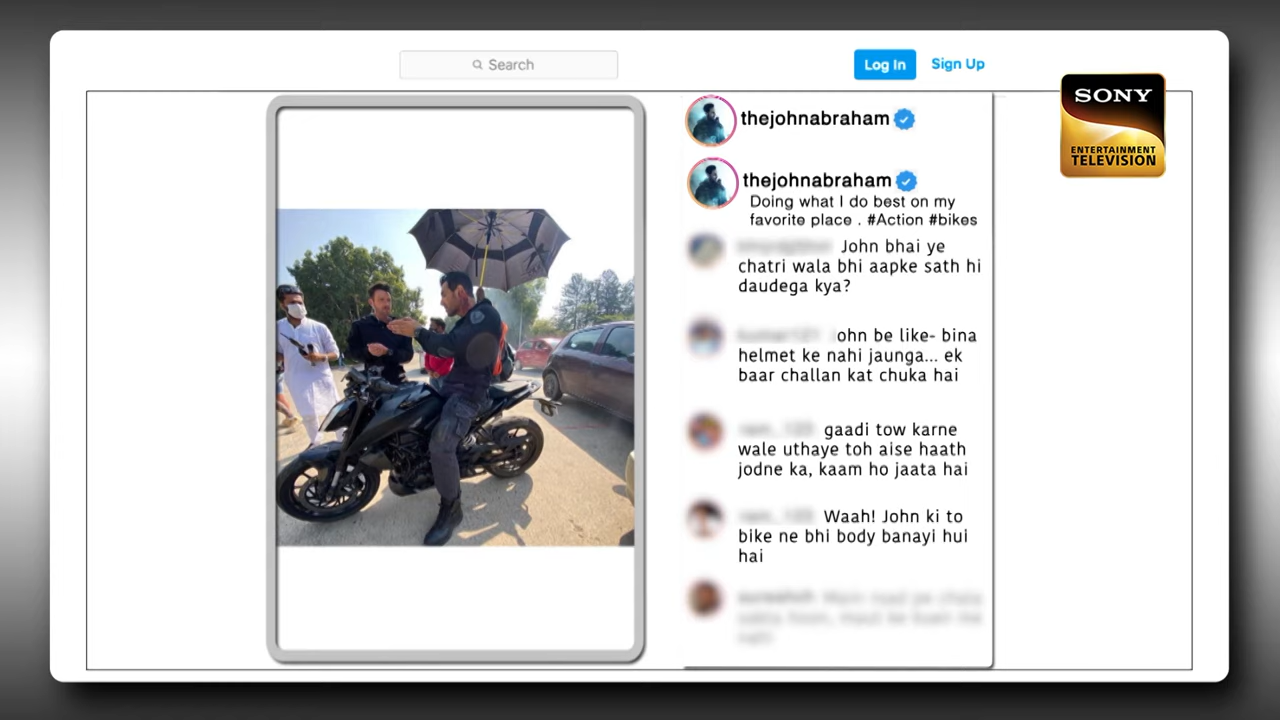 Search
Log In
Sign Up
SONY
ENTERTAINMENT
TELEVISION
thejohnabraham
thejohnabraham
Doing what I do best on my
favorite place . #Action #bikes
John bhai ye
chatri wala bhi aapke sath hi
daudega kya?
ohn be like- bina
helmet ke nahi jaunga... ek
baar challan kat chuka hai
gaadi tow karne
wale uthaye toh aise haath
jodne ka, kaam ho jaata hai
Waah! John ki to
bike ne bhi body banayi hui
hai